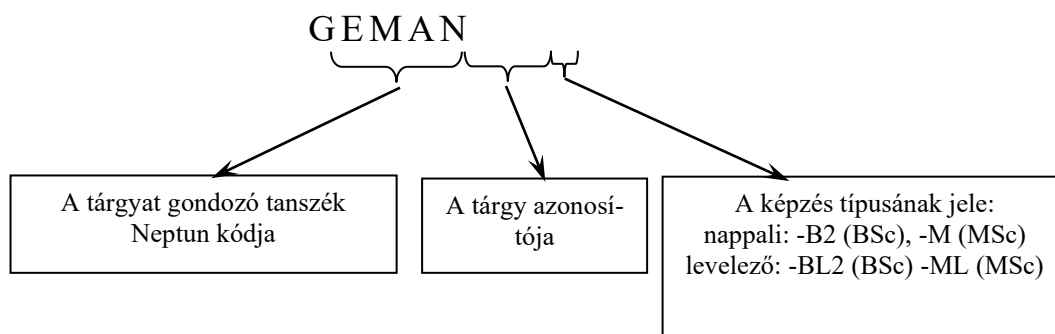 GEMAN
A tárgyat gondozó tanszék
Neptun kódja
A tárgy azonosí-
tója
A képzés típusának jele:
nappali: -B2 (BSc), -M (MSc)
levelező: -BL2 (BSc) -ML (MSc)